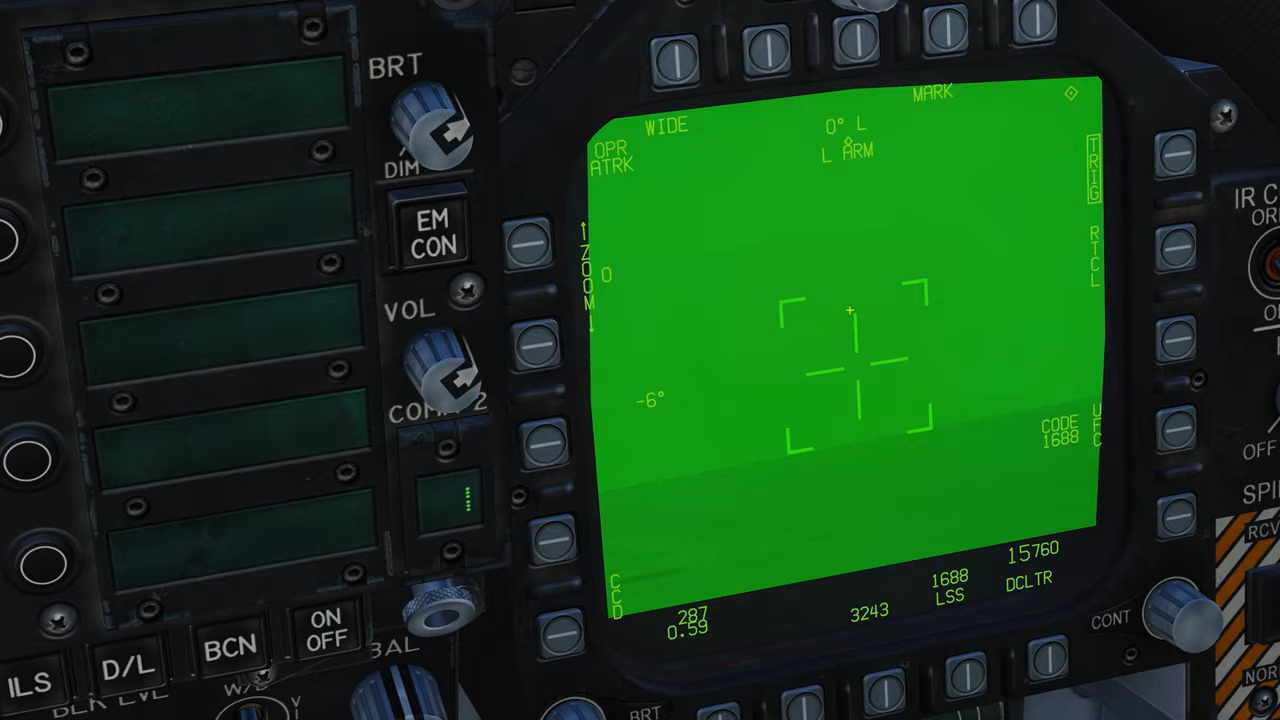 BRT
DIM
EM
CON
VOL
COMM 2
ILS
D/L
BCN
ON
OFF
WIDE
0° L
MARK
OPR
ATRK
L ARM
TRIG
↑ZOOM↓
0
RTCL
-6°
CODE
1688
UFC
CCD
287
0.59
3243
1688
LSS
15760
DCLTR
CONT
BRT
IR C
OFF
RCV
NOR